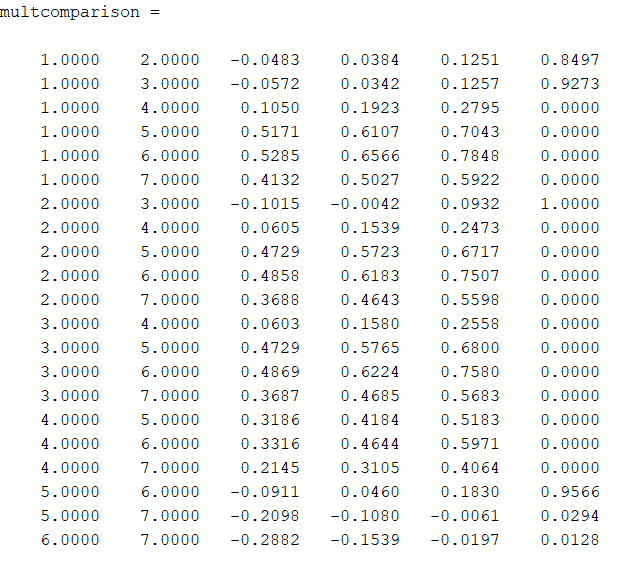 multcomparison =
1.0000 2.0000 -0.0483 0.0384 0.1251 0.8497
1.0000 3.0000 -0.0572 0.0342 0.1257 0.9273
1.0000 4.0000 0.1050 0.1923 0.2795 0.0000
1.0000 5.0000 0.5171 0.6107 0.7043 0.0000
1.0000 6.0000 0.5285 0.6566 0.7848 0.0000
1.0000 7.0000 0.4132 0.5027 0.5922 0.0000
2.0000 3.0000 -0.1015 -0.0042 0.0932 1.0000
2.0000 4.0000 0.0605 0.1539 0.2473 0.0000
2.0000 5.0000 0.4729 0.5723 0.6717 0.0000
2.0000 6.0000 0.4858 0.6183 0.7507 0.0000
2.0000 7.0000 0.3688 0.4643 0.5598 0.0000
3.0000 4.0000 0.0603 0.1580 0.2558 0.0000
3.0000 5.0000 0.4729 0.5765 0.6800 0.0000
3.0000 6.0000 0.4869 0.6224 0.7580 0.0000
3.0000 7.0000 0.3687 0.4685 0.5683 0.0000
4.0000 5.0000 0.3186 0.4184 0.5183 0.0000
4.0000 6.0000 0.3316 0.4644 0.5971 0.0000
4.0000 7.0000 0.2145 0.3105 0.4064 0.0000
5.0000 6.0000 -0.0911 0.0460 0.1830 0.9566
5.0000 7.0000 -0.2098 -0.1080 -0.0061 0.0294
6.0000 7.0000 -0.2882 -0.1539 -0.0197 0.0128